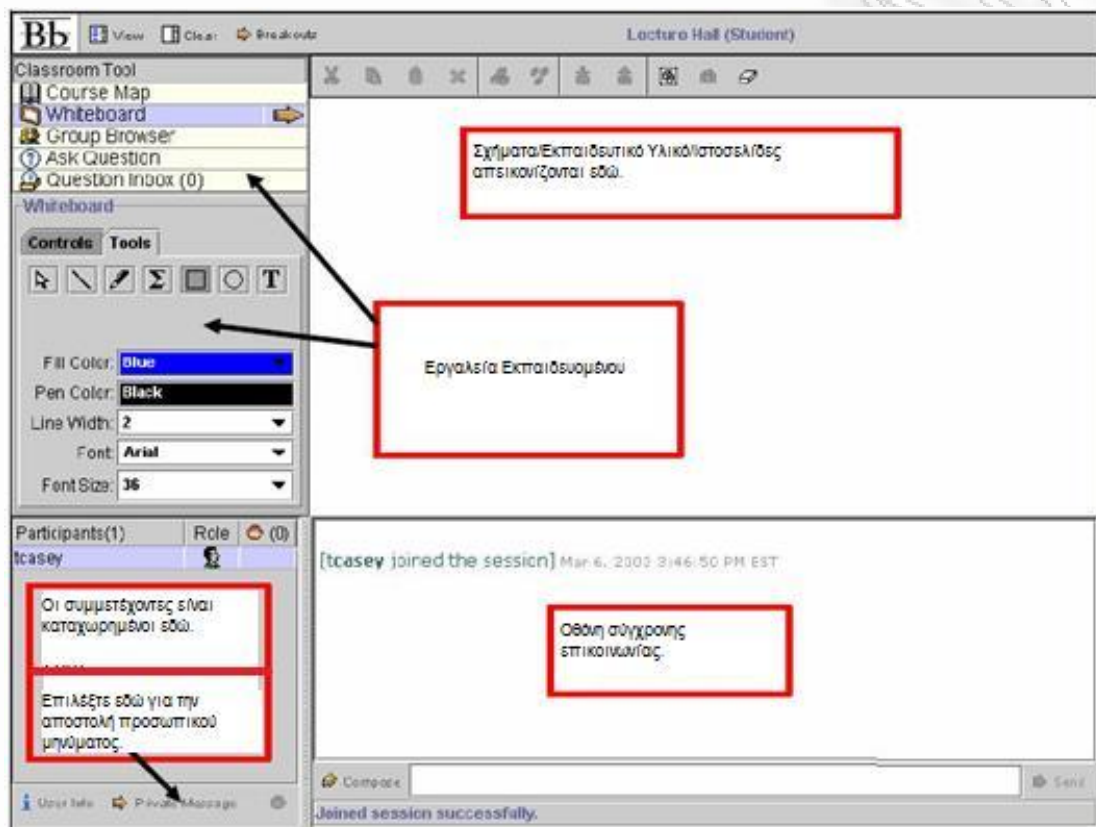 Bb View Clear Breakouts Lecture Hall (Student)
Classroom Tool
Course Map
Whiteboard
Group Browser
Ask Question
Question Inbox (0)
Σχήματα/Εκπαιδευτικό Υλικό/Ιστοσελίδες
απεικονίζονται εδώ.
Whiteboard
Controls Tools
Σ T
Εργαλεία Εκπαιδευομένου
Fill Color: Blue
Pen Color: Black
Line Width: 2
Font: Arial
Font Size: 36
Participants(1) Role (0)
tcasey
[tcasey joined the session] Mar 6, 2003 3:46:50 PM EST
Οι συμμετέχοντες είναι
καταχωρημένοι εδώ.
Οθόνη σύγχρονης
επικοινωνίας.
Επιλέξτε εδώ για την
αποστολή προσωπικού
μηνύματος.
Compose Send
User Info Private Message
Joined session successfully.